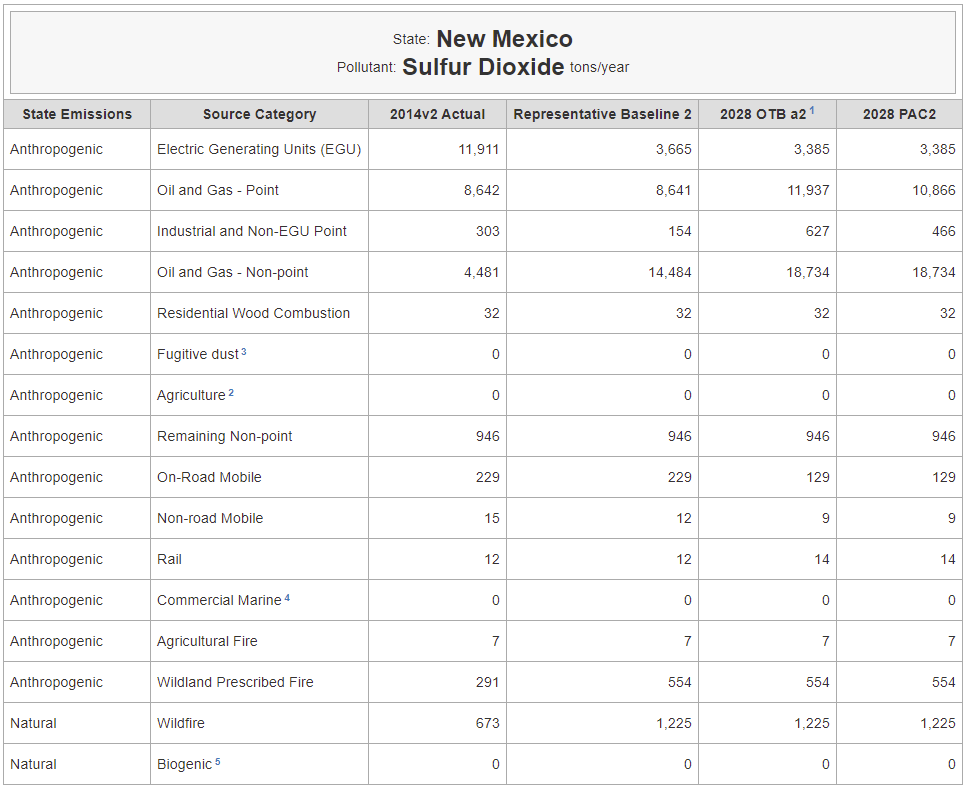 State: New Mexico
Pollutant: Sulfur Dioxide tons/year
State Emissions Source Category 2014v2 Actual Representative Baseline 2 2028 OTB a2 1 2028 PAC2
Anthropogenic Electric Generating Units (EGU) 11,911 3,665 3,385 3,385
Anthropogenic Oil and Gas - Point 8,642 8,641 11,937 10,866
Anthropogenic Industrial and Non-EGU Point 303 154 627 466
Anthropogenic Oil and Gas - Non-point 4,481 14,484 18,734 18,734
Anthropogenic Residential Wood Combustion 32 32 32 32
Anthropogenic Fugitive dust 3 0 0 0 0
Anthropogenic Agriculture 2 0 0 0 0
Anthropogenic Remaining Non-point 946 946 946 946
Anthropogenic On-Road Mobile 229 229 129 129
Anthropogenic Non-road Mobile 15 12 9 9
Anthropogenic Rail 12 12 14 14
Anthropogenic Commercial Marine 4 0 0 0 0
Anthropogenic Agricultural Fire 7 7 7 7
Anthropogenic Wildland Prescribed Fire 291 554 554 554
Natural Wildfire 673 1,225 1,225 1,225
Natural Biogenic 5 0 0 0 0